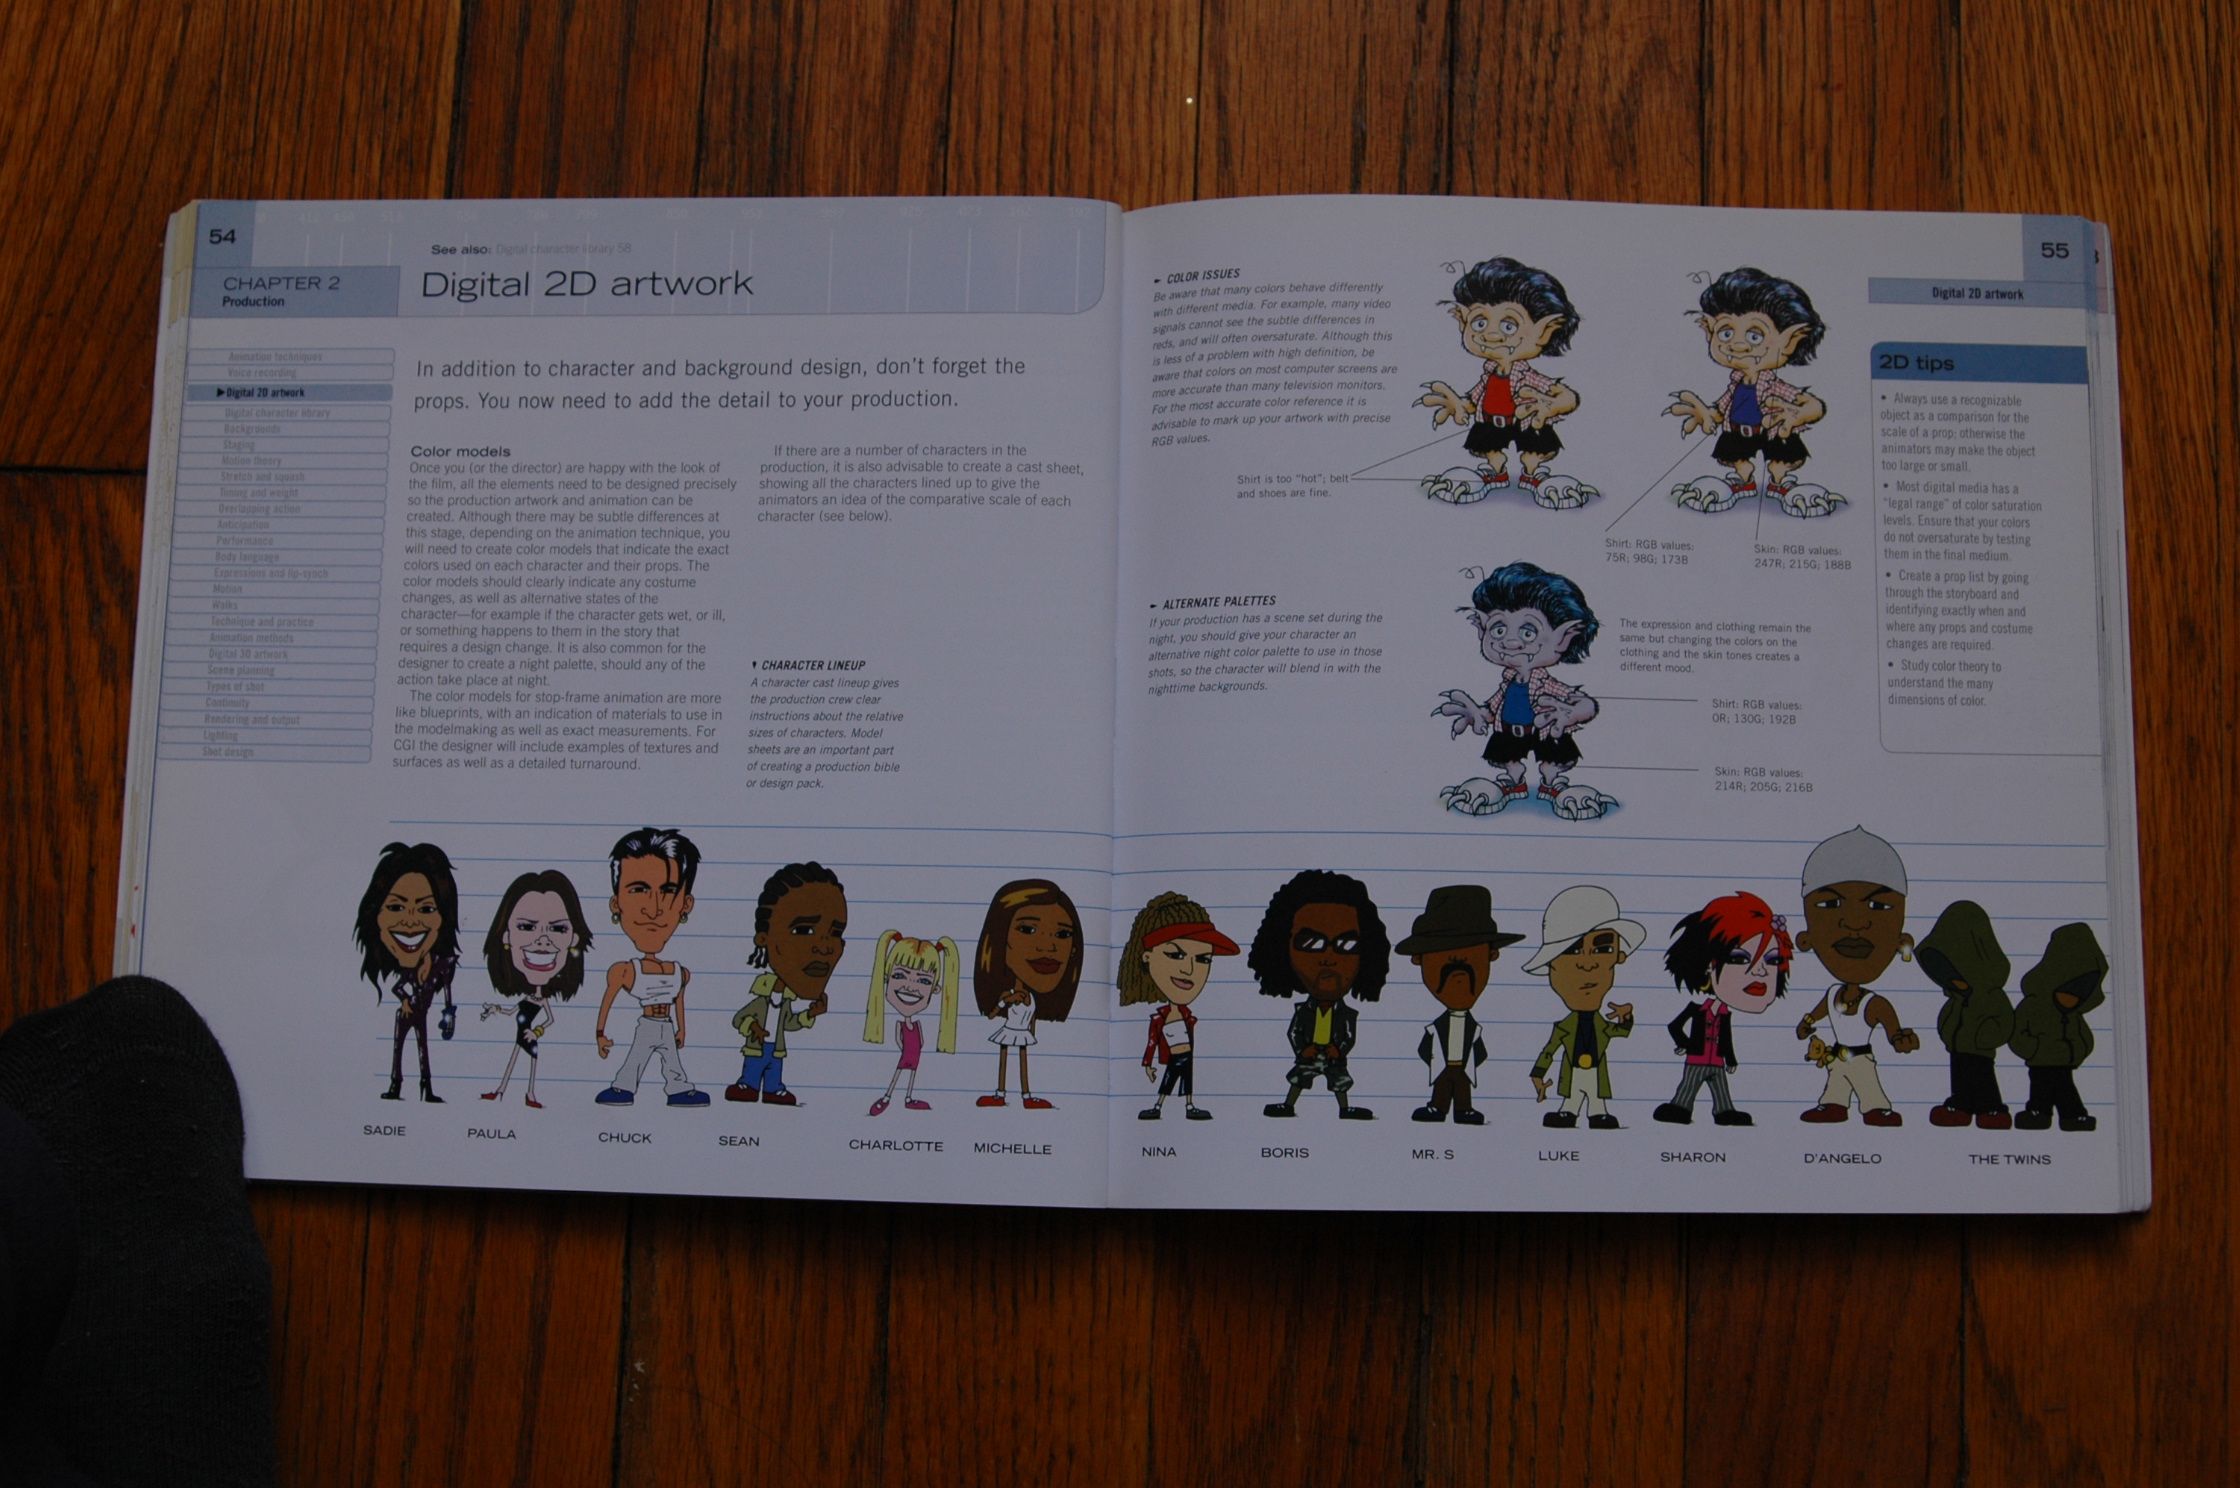 54
See also: Digital character library 58
CHAPTER 2
Production
Digital 2D artwork
Animation techniques
Voice recording
▶Digital 2D artwork
Digital character library
Backgrounds
Staging
Motion theory
Stretch and squash
Timing and weight
Overlapping action
Anticipation
Performance
Body language
Expressions and lip-synch
Motion
Walks
Technique and practice
Animation methods
Digital 3D artwork
Scene planning
Types of shot
Continuity
Rendering and output
Lighting
Shot design
In addition to character and background design, don't forget the
props. You now need to add the detail to your production.
Color models
Once you (or the director) are happy with the look of
the film, all the elements need to be designed precisely
so the production artwork and animation can be
created. Although there may be subtle differences at
this stage, depending on the animation technique, you
will need to create color models that indicate the exact
colors used on each character and their props. The
color models should clearly indicate any costume
changes, as well as alternative states of the
character—for example if the character gets wet, or ill,
or something happens to them in the story that
requires a design change. It is also common for the
designer to create a night palette, should any of the
action take place at night.
The color models for stop-frame animation are more
like blueprints, with an indication of materials to use in
the modelmaking as well as exact measurements. For
CGI the designer will include examples of textures and
surfaces as well as a detailed turnaround.
If there are a number of characters in the
production, it is also advisable to create a cast sheet,
showing all the characters lined up to give the
animators an idea of the comparative scale of each
character (see below).
CHARACTER LINEUP
A character cast lineup gives
the production crew clear
instructions about the relative
sizes of characters. Model
sheets are an important part
of creating a production bible
or design pack.
SADIE
PAULA
CHUCK
SEAN
CHARLOTTE
MICHELLE
55
Digital 2D artwork
COLOR ISSUES
Be aware that many colors behave differently
with different media. For example, many video
signals cannot see the subtle differences in
reds, and will often oversaturate. Although this
is less of a problem with high definition, be
aware that colors on most computer screens are
more accurate than many television monitors.
For the most accurate color reference it is
advisable to mark up your artwork with precise
RGB values.
Shirt is too "hot"; belt
and shoes are fine.
Shirt: RGB values:
75R; 98G; 173B
Skin: RGB values:
247R; 215G; 188B
ALTERNATE PALETTES
If your production has a scene set during the
night, you should give your character an
alternative night color palette to use in those
shots, so the character will blend in with the
nighttime backgrounds.
The expression and clothing remain the
same but changing the colors on the
clothing and the skin tones creates a
different mood.
Shirt: RGB values:
0R; 130G; 192B
Skin: RGB values:
214R; 205G; 216B
2D tips
• Always use a recognizable
object as a comparison for the
scale of a prop; otherwise the
animators may make the object
too large or small.
• Most digital media has a
"legal range" of color saturation
levels. Ensure that your colors
do not oversaturate by testing
them in the final medium.
• Create a prop list by going
through the storyboard and
identifying exactly when and
where any props and costume
changes are required.
• Study color theory to
understand the many
dimensions of color.
NINA
BORIS
MR. S
LUKE
SHARON
D'ANGELO
THE TWINS